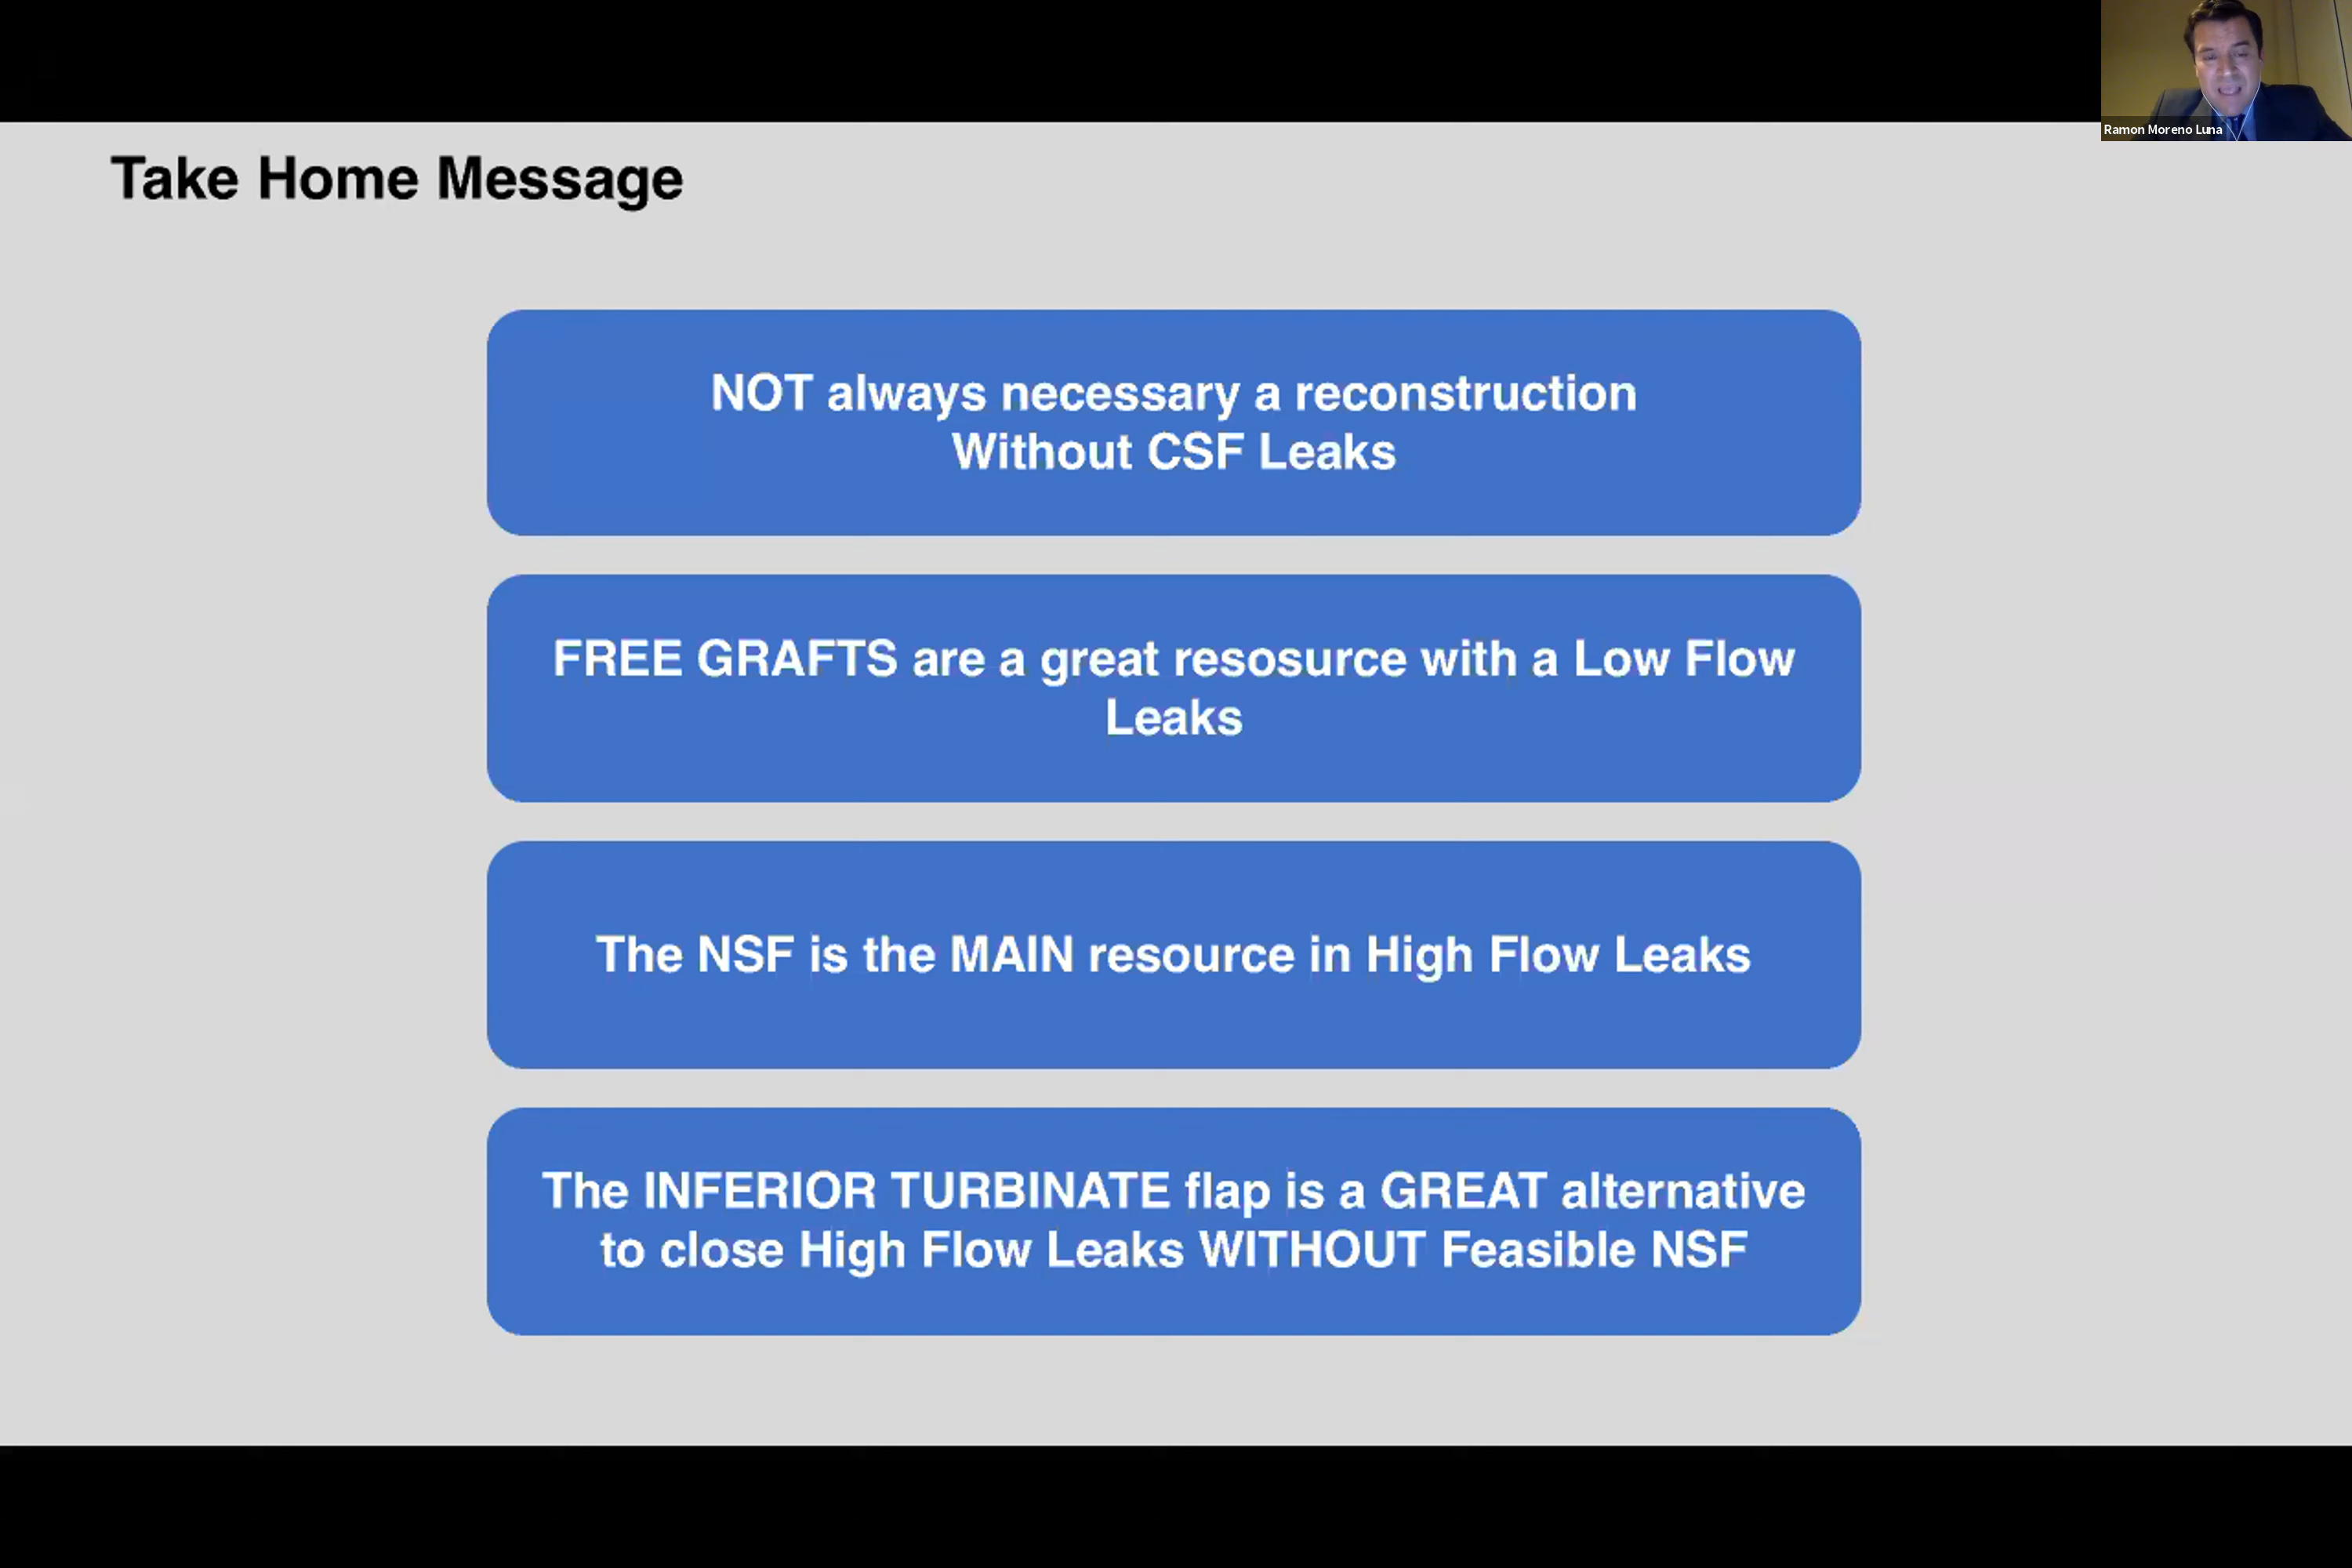 Ramon Moreno Luna
Take Home Message
NOT always necessary a reconstruction
Without CSF Leaks
FREE GRAFTS are a great resosurce with a Low Flow
Leaks
The NSF is the MAIN resource in High Flow Leaks
The INFERIOR TURBINATE flap is a GREAT alternative
to close High Flow Leaks WITHOUT Feasible NSF